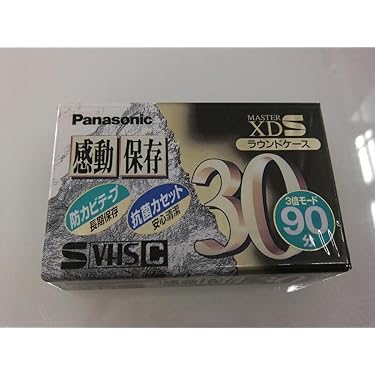 Panasonic
MASTER
XDS
ラウンドケース
感動 保存
防カビテープ
長期保存
抗菌カセット
安心清潔
30
3倍モード
90分
S VHS C